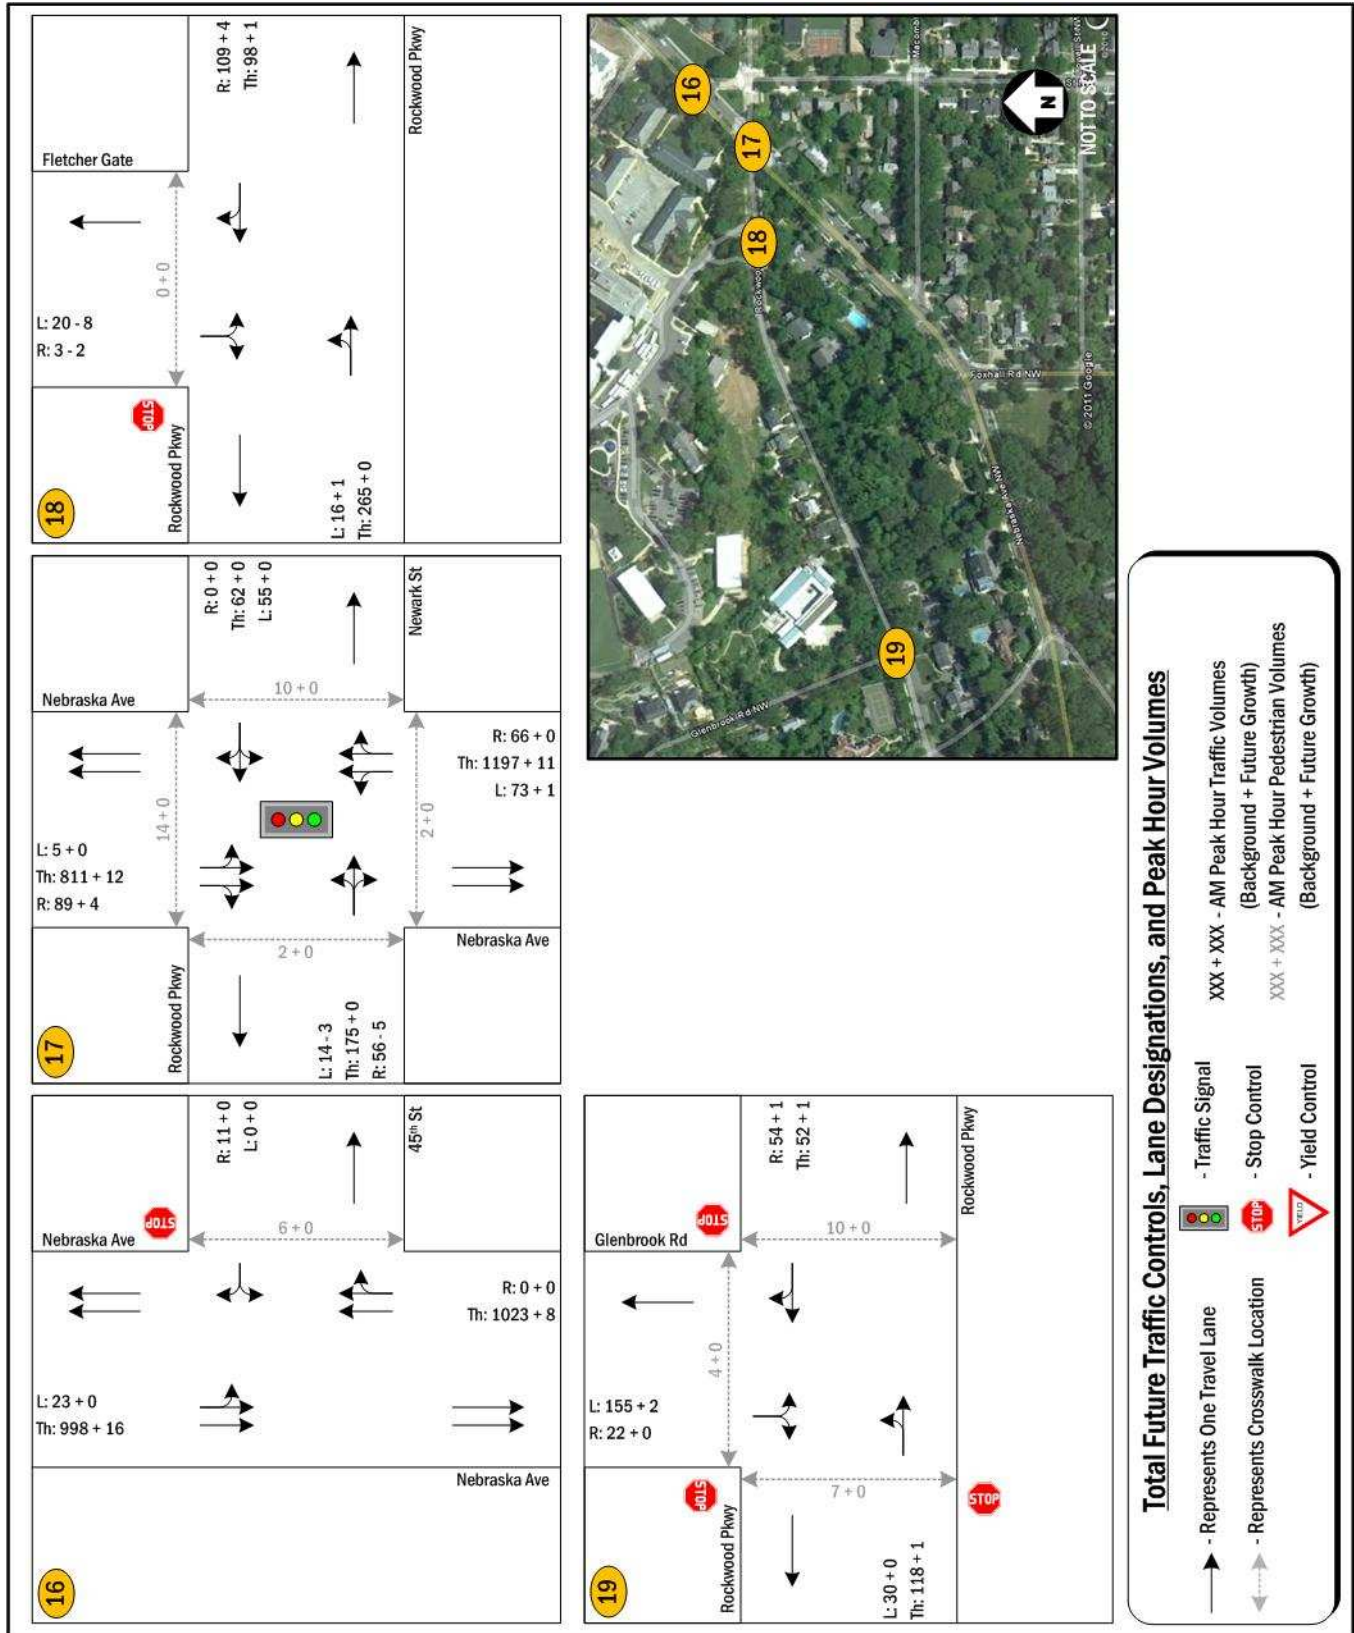 16
Nebraska Ave
STOP
L: 23 + 0
Th: 998 + 16
6 + 0
R: 11 + 0
L: 0 + 0
45th St
R: 0 + 0
Th: 1023 + 8
Nebraska Ave
17
Rockwood Pkwy
Nebraska Ave
L: 5 + 0
Th: 811 + 12
R: 89 + 4
14 + 0
10 + 0
R: 0 + 0
Th: 62 + 0
L: 55 + 0
Newark St
R: 66 + 0
Th: 1197 + 11
L: 73 + 1
2 + 0
2 + 0
Nebraska Ave
L: 14 - 3
Th: 175 + 0
R: 56 - 5
18
Rockwood Pkwy
STOP
L: 20 - 8
R: 3 - 2
0 + 0
Fletcher Gate
R: 109 + 4
Th: 98 + 1
Rockwood Pkwy
L: 16 + 1
Th: 265 + 0
19
Rockwood Pkwy
STOP
Glenbrook Rd
STOP
L: 155 + 2
R: 22 + 0
4 + 0
10 + 0
7 + 0
R: 54 + 1
Th: 52 + 1
Rockwood Pkwy
L: 30 + 0
Th: 118 + 1
STOP
16
17
18
19
Rockwood
Glenbrook Rd NW
Nebraska Ave NW
Foxhall Rd NW
Macomb
© 2011 Google
N
NOT TO SCALE
Total Future Traffic Controls, Lane Designations, and Peak Hour Volumes
- Represents One Travel Lane
- Represents Crosswalk Location
- Traffic Signal
STOP - Stop Control
YIELD - Yield Control
XXX + XXX - AM Peak Hour Traffic Volumes
(Background + Future Growth)
XXX + XXX - AM Peak Hour Pedestrian Volumes
(Background + Future Growth)